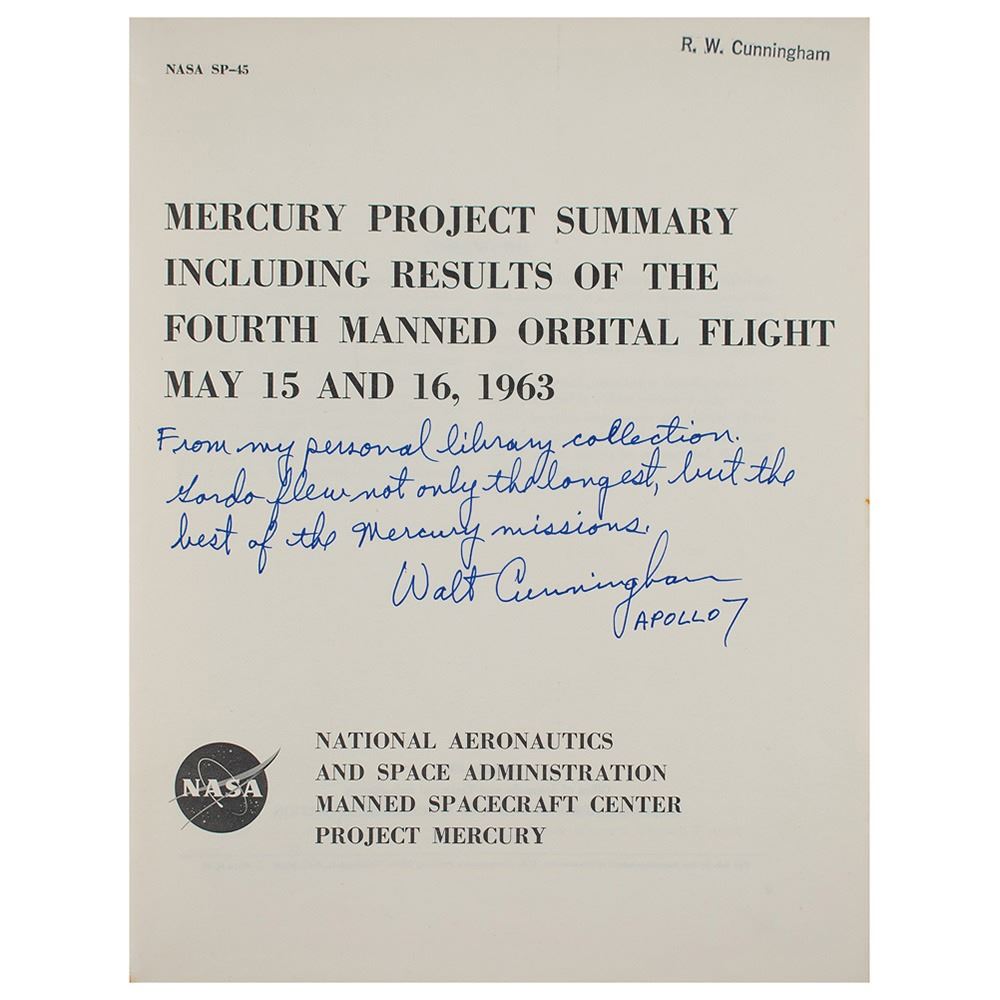 R. W. Cunningham
NASA SP-45
MERCURY PROJECT SUMMARY
INCLUDING RESULTS OF THE
FOURTH MANNED ORBITAL FLIGHT
MAY 15 AND 16, 1963
From my personal library collection.
Gordo flew not only the longest, but the
best of the Mercury missions.
Walt Cunningham
APOLLO 7
NASA
NATIONAL AERONAUTICS
AND SPACE ADMINISTRATION
MANNED SPACECRAFT CENTER
PROJECT MERCURY